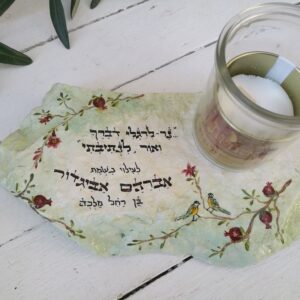 "נר-לרגלי דברך
ואור, לנתיבתי"
לעילוי נשמת
אברהם אביגדור
בן רחל מלכה